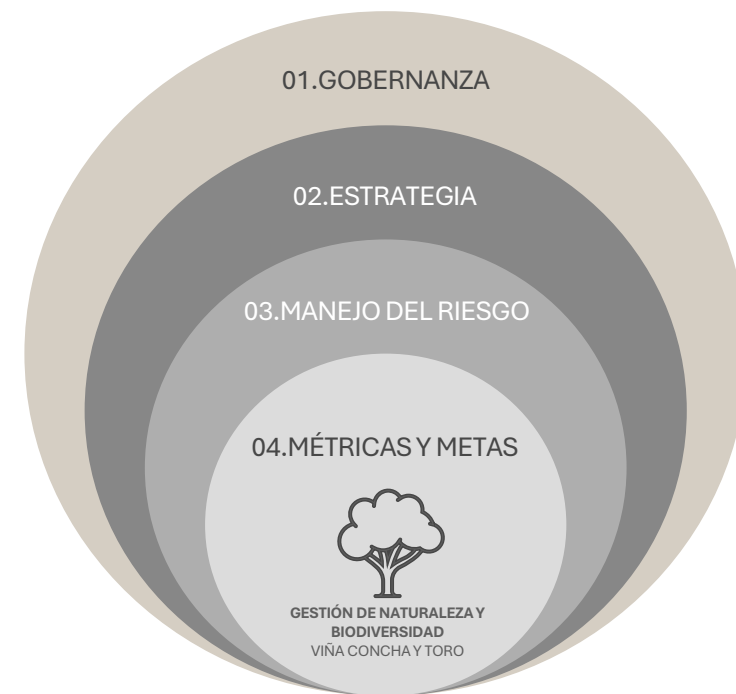 01.GOBERNANZA
02.ESTRATEGIA
03.MANEJO DEL RIESGO
04.MÉTRICAS Y METAS
GESTIÓN DE NATURALEZA Y
BIODIVERSIDAD
VIÑA CONCHA Y TORO